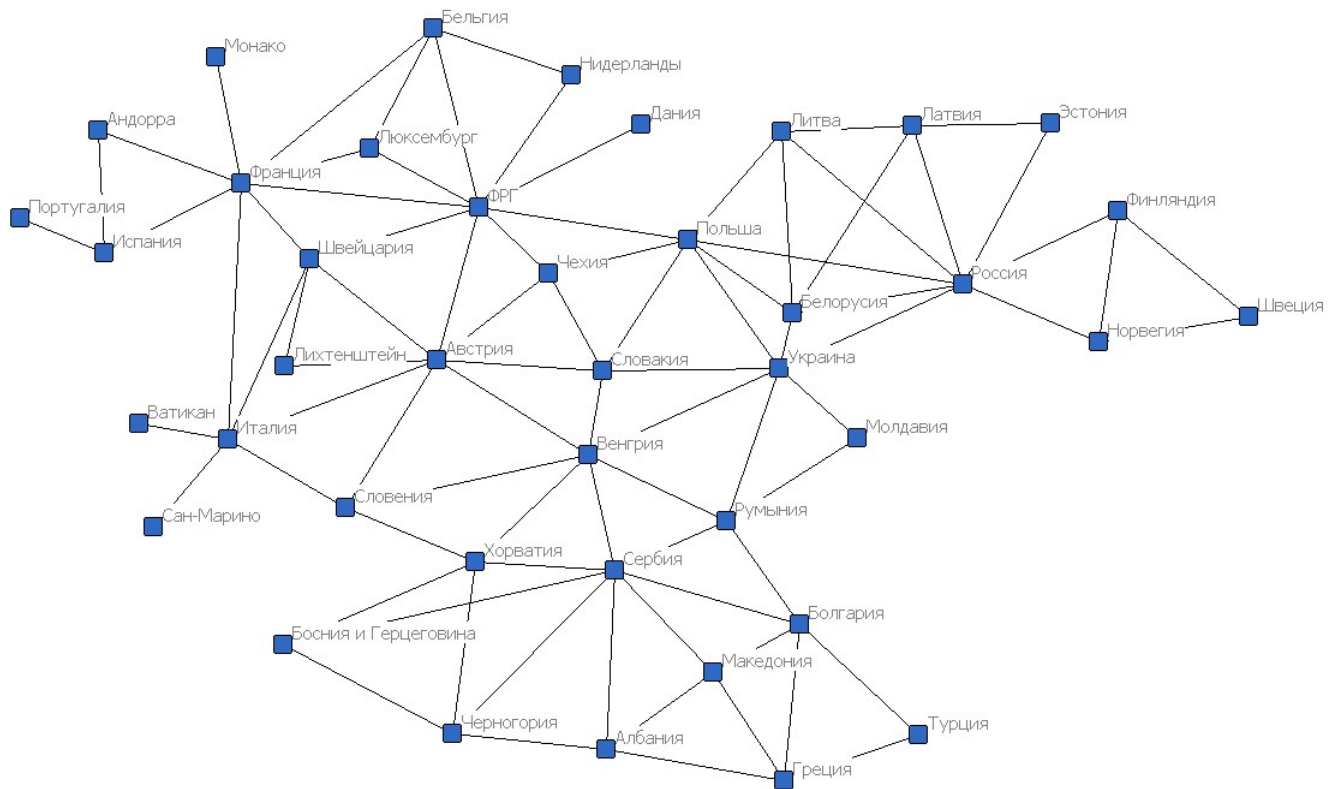 Бельгия
Монако
Нидерланды
Дания
Андорра
Люксембург
Литва
Латвия
Эстония
Франция
ФРГ
Португалия
Испания
Швейцария
Чехия
Польша
Финляндия
Белорусия
Россия
Швеция
Норвегия
Лихтенштейн
Австрия
Словакия
Украина
Ватикан
Италия
Венгрия
Молдавия
Сан-Марино
Словения
Румыния
Хорватия
Сербия
Босния и Герцеговина
Болгария
Македония
Черногория
Албания
Турция
Греция